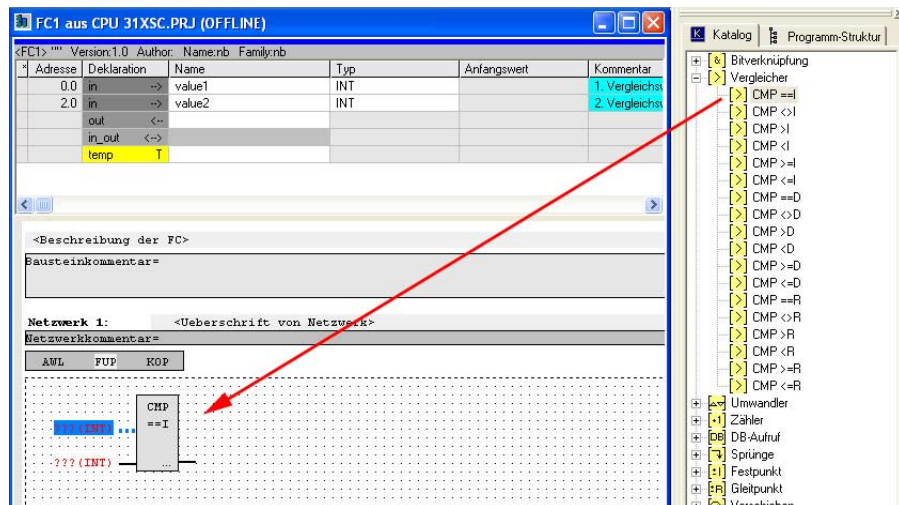 FC1 aus CPU 31XSC.PRJ (OFFLINE)
<FC1> "" Version:1.0 Author: Name:nb Family:nb
* Adresse Deklaration Name Typ Anfangswert Kommentar
0.0 in --> value1 INT 1. Vergleichsw
2.0 in --> value2 INT 2. Vergleichsw
out <--
in_out <-->
temp T
<Beschreibung der FC>
Bausteinkommentar=
Netzwerk 1: <Ueberschrift von Netzwerk>
Netzwerkkommentar=
AWL FUP KOP
CMP
==I
???(INT) ...
???(INT) ...
Katalog Programm-Struktur
Bitverknüpfung
Vergleicher
CMP ==I
CMP <>I
CMP >I
CMP <I
CMP >=I
CMP <=I
CMP ==D
CMP <>D
CMP >D
CMP <D
CMP >=D
CMP <=D
CMP ==R
CMP <>R
CMP >R
CMP <R
CMP >=R
CMP <=R
Umwandler
Zähler
DB-Aufruf
Sprünge
Festpunkt
Gleitpunkt